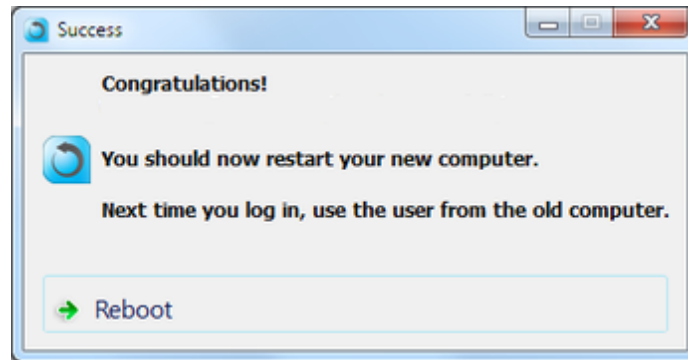 Success
Congratulations!
You should now restart your new computer.
Next time you log in, use the user from the old computer.
Reboot